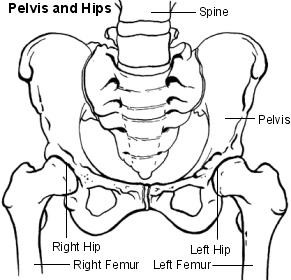 Pelvis and Hips
Spine
Pelvis
Right Hip
Left Hip
Right Femur
Left Femur